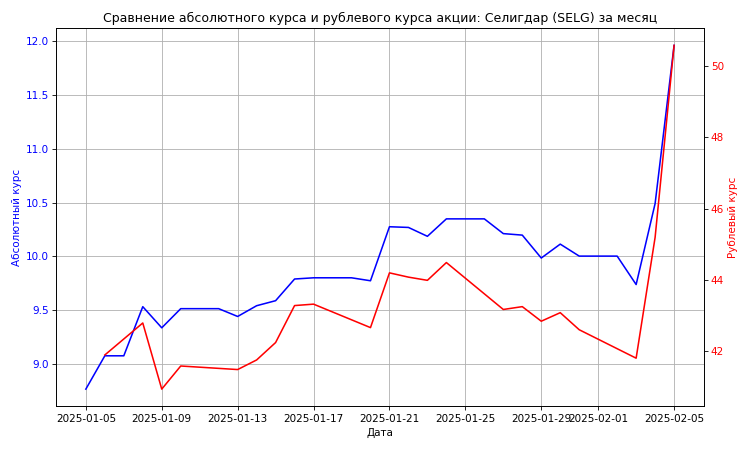 Сравнение абсолютного курса и рублевого курса акции: Селигдар (SELG) за месяц
12.0
11.5
11.0
10.5
10.0
9.5
9.0
Абсолютный курс
50
48
46
44
42
Рублевый курс
2025-01-05 2025-01-09 2025-01-13 2025-01-17 2025-01-21 2025-01-25 2025-01-29 2025-02-01 2025-02-05
Дата